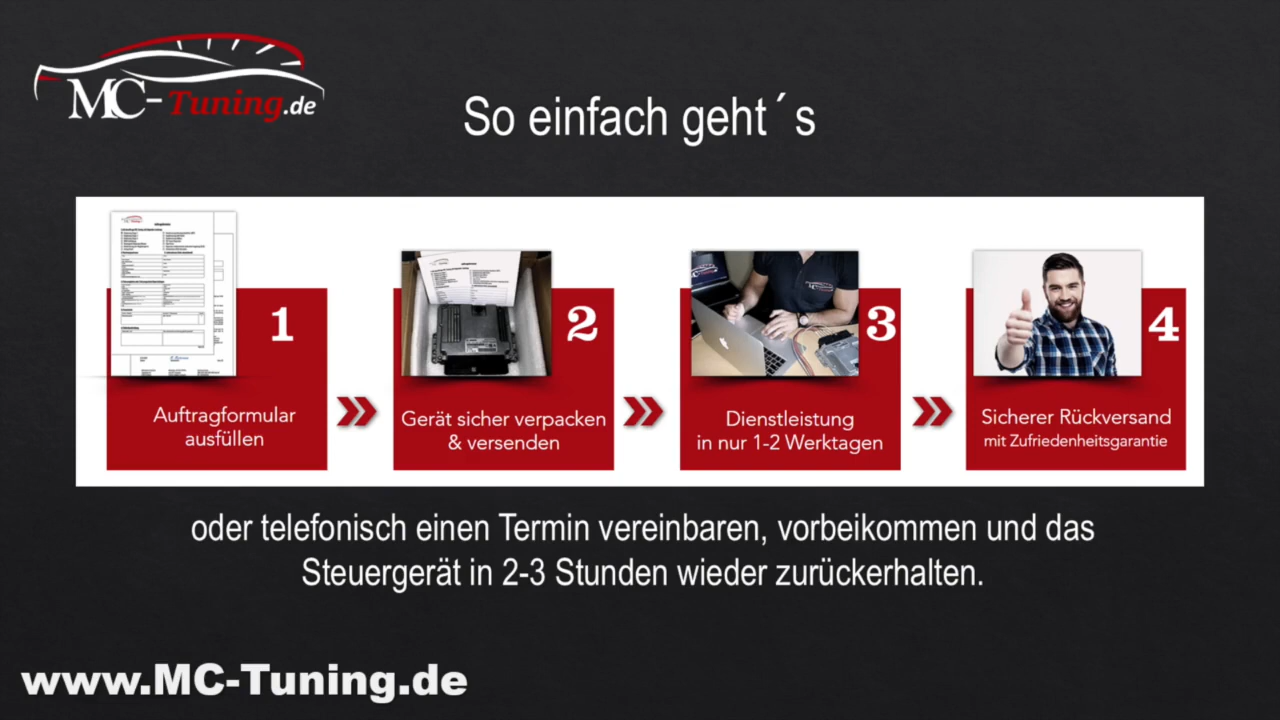 MC-Tuning.de
So einfach geht´s
1
Auftragformular
ausfüllen
2
Gerät sicher verpacken
& versenden
3
Dienstleistung
in nur 1-2 Werktagen
4
Sicherer Rückversand
mit Zufriedenheitsgarantie
oder telefonisch einen Termin vereinbaren, vorbeikommen und das
Steuergerät in 2-3 Stunden wieder zurückerhalten.
www.MC-Tuning.de